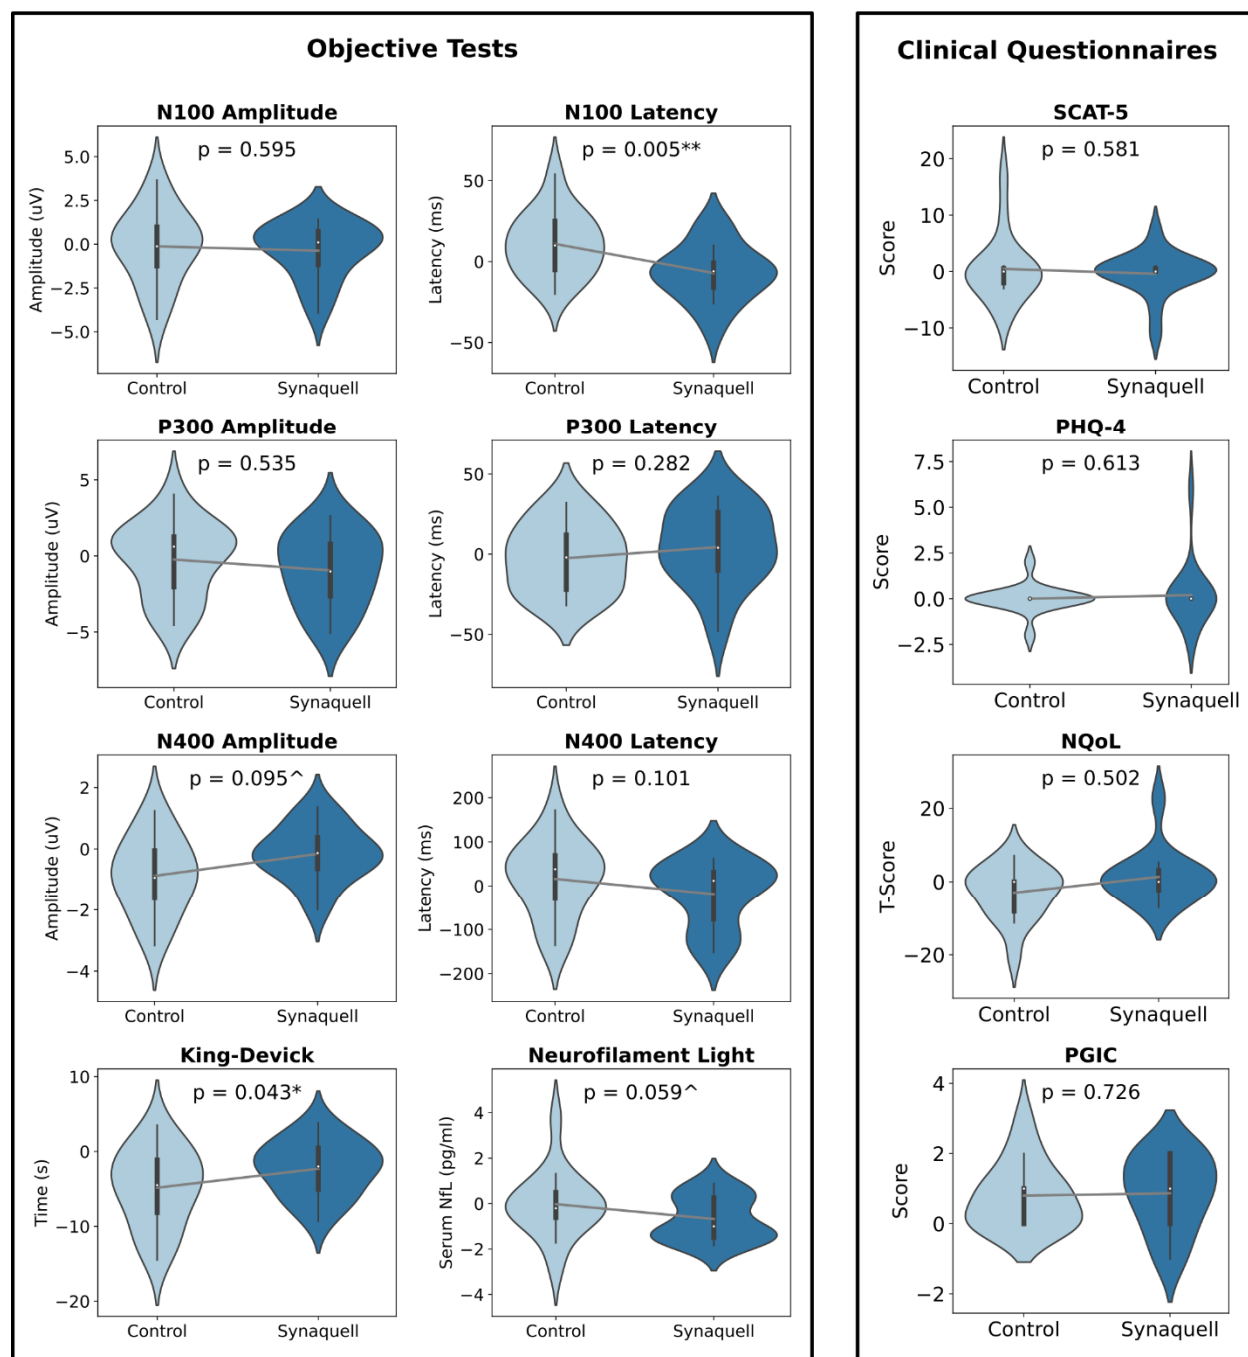 Objective Tests
N100 Amplitude
p = 0.595
Amplitude (uV)
5.0
2.5
0.0
−2.5
−5.0
Control
Synaquell
N100 Latency
p = 0.005**
Latency (ms)
50
0
−50
Control
Synaquell
P300 Amplitude
p = 0.535
Amplitude (uV)
5
0
−5
Control
Synaquell
P300 Latency
p = 0.282
Latency (ms)
50
0
−50
Control
Synaquell
N400 Amplitude
p = 0.095^
Amplitude (uV)
2
0
−2
−4
Control
Synaquell
N400 Latency
p = 0.101
Latency (ms)
200
100
0
−100
−200
Control
Synaquell
King-Devick
p = 0.043*
Time (s)
10
0
−10
−20
Control
Synaquell
Neurofilament Light
p = 0.059^
Serum NfL (pg/ml)
4
2
0
−2
−4
Control
Synaquell
Clinical Questionnaires
SCAT-5
p = 0.581
Score
20
10
0
−10
Control
Synaquell
PHQ-4
p = 0.613
Score
7.5
5.0
2.5
0.0
−2.5
Control
Synaquell
NQoL
p = 0.502
T-Score
20
0
−20
Control
Synaquell
PGIC
p = 0.726
Score
4
2
0
−2
Control
Synaquell